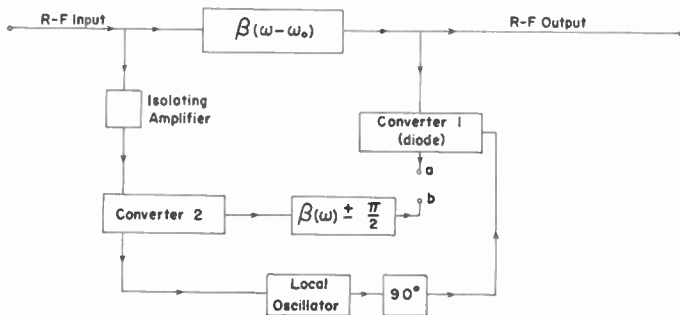 R-F Input
β(ω-ω₀)
R-F Output
Isolating
Amplifier
Converter 1
(diode)
a
b
Converter 2
β(ω) ± π/2
Local
Oscillator
90°